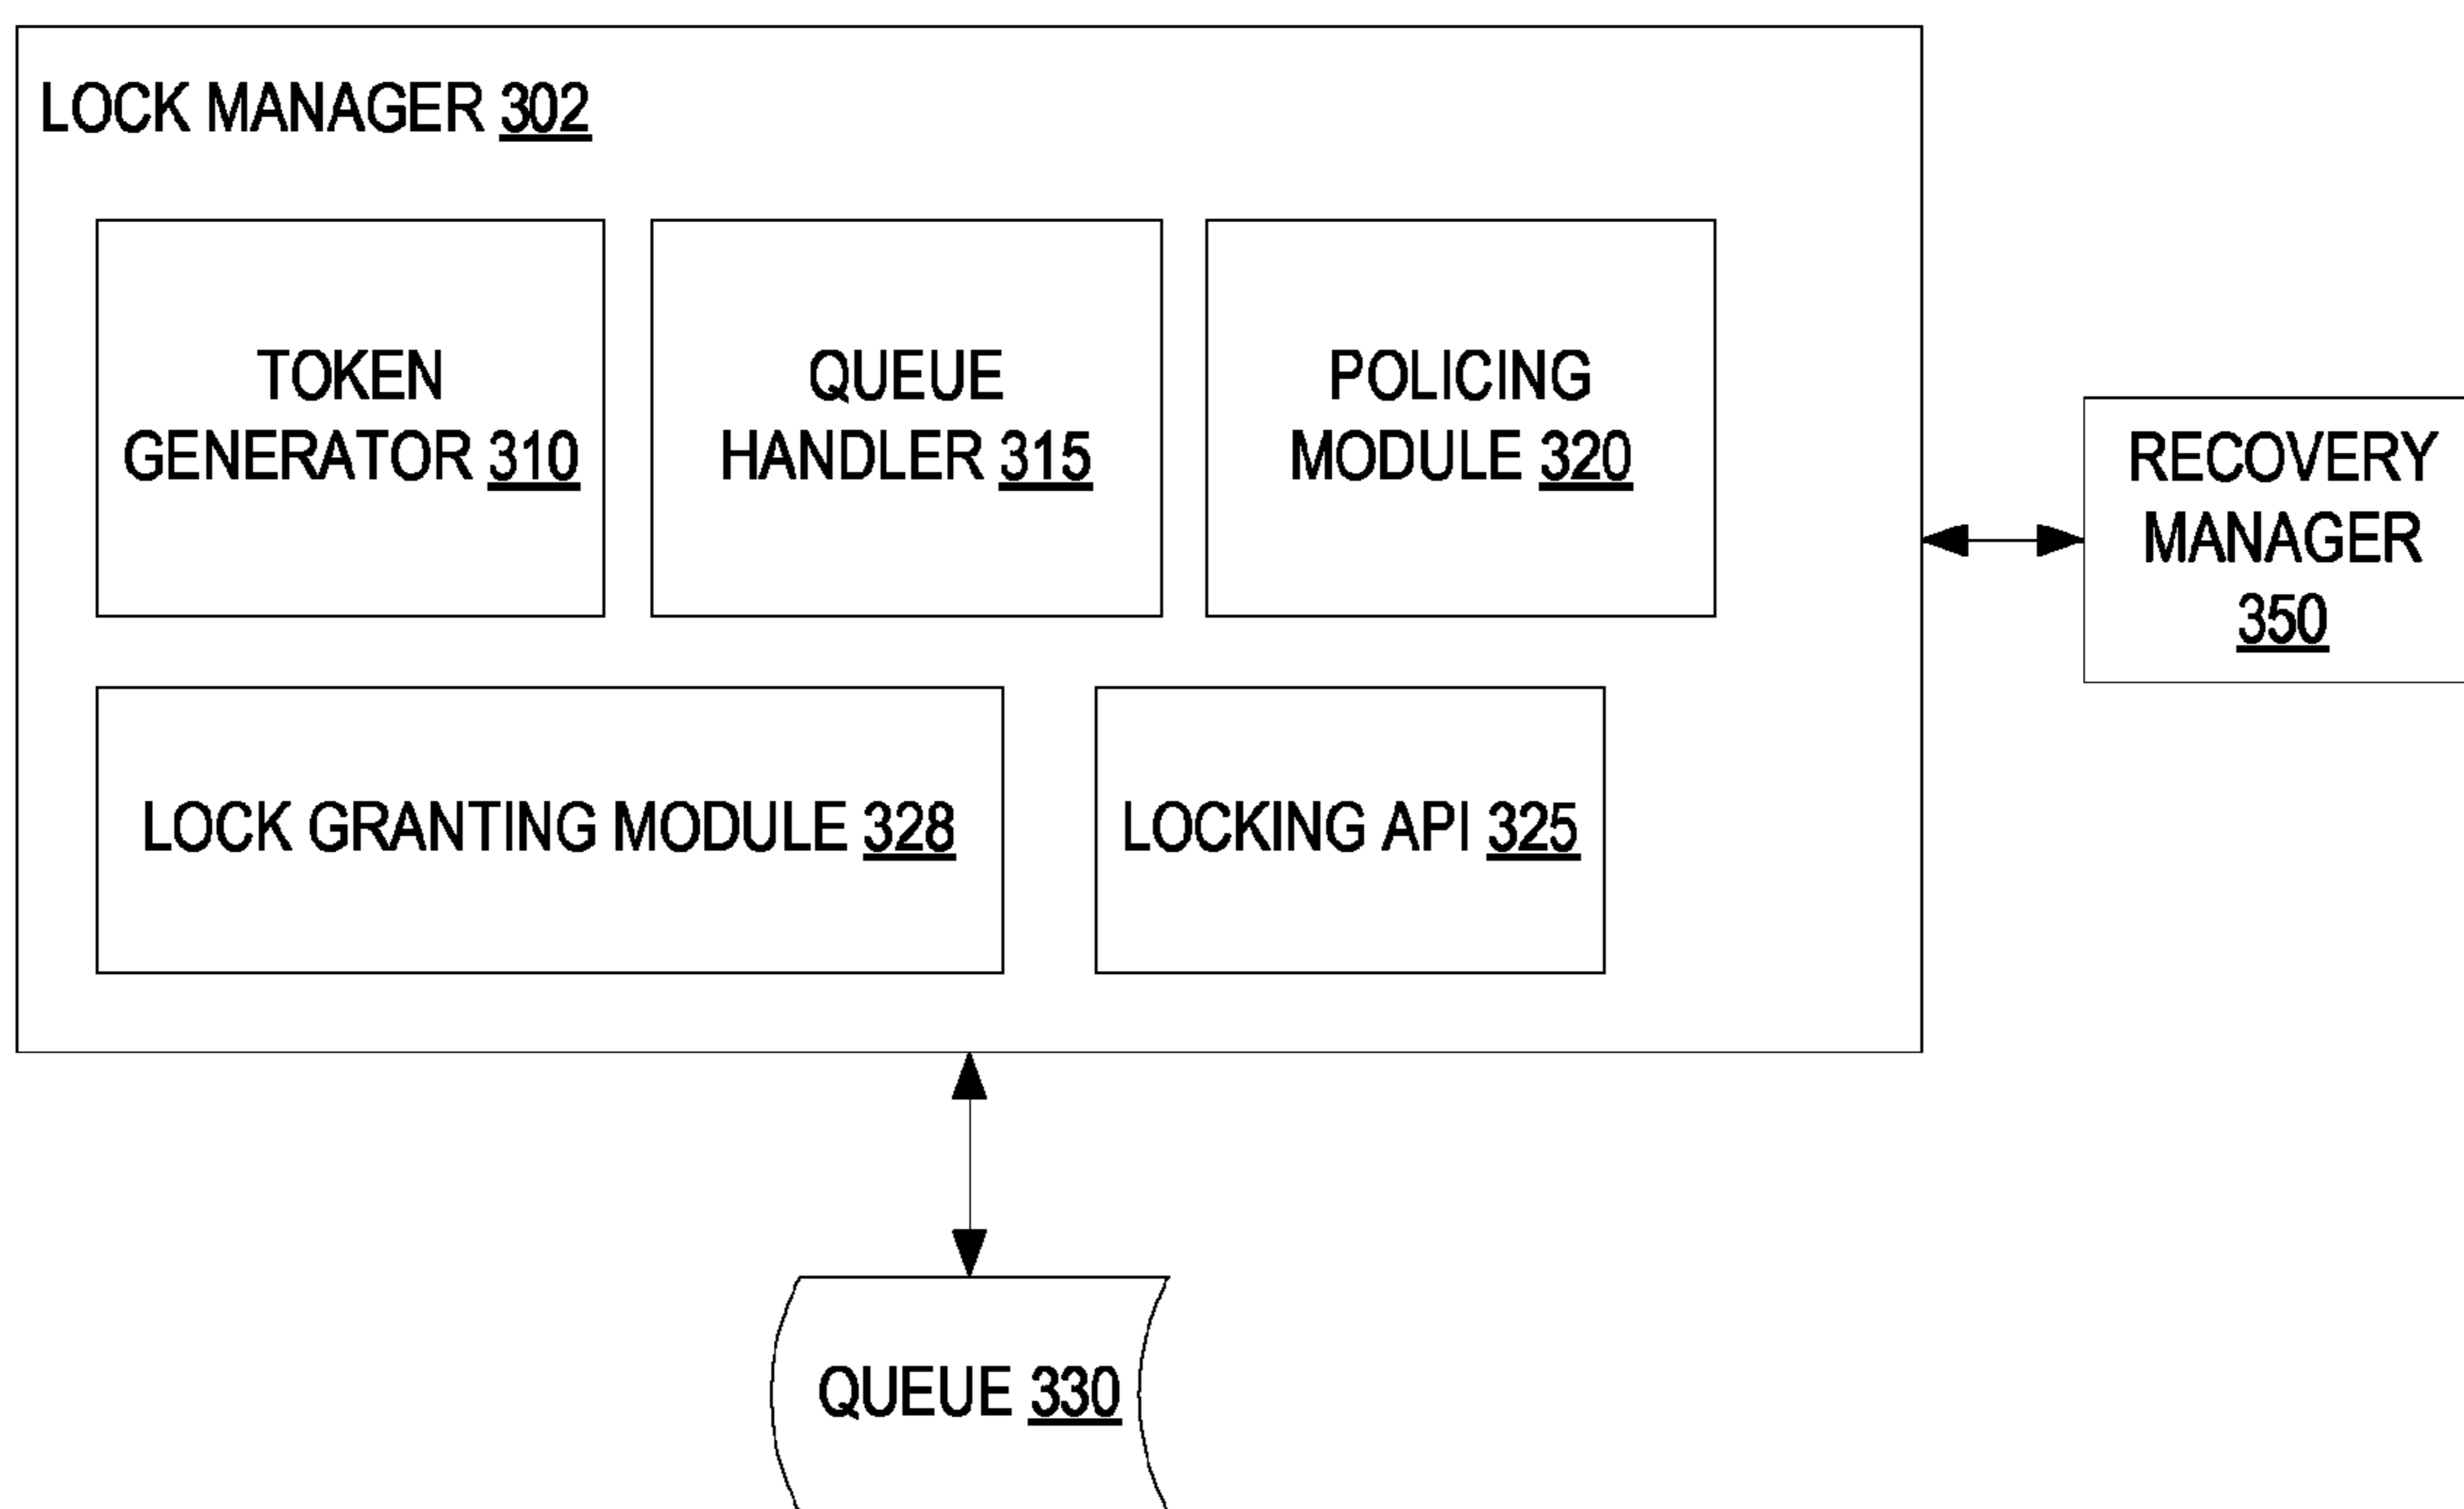 LOCK MANAGER 302
TOKEN
GENERATOR 310
QUEUE
HANDLER 315
POLICING
MODULE 320
RECOVERY
MANAGER
350
LOCK GRANTING MODULE 328
LOCKING API 325
QUEUE 330